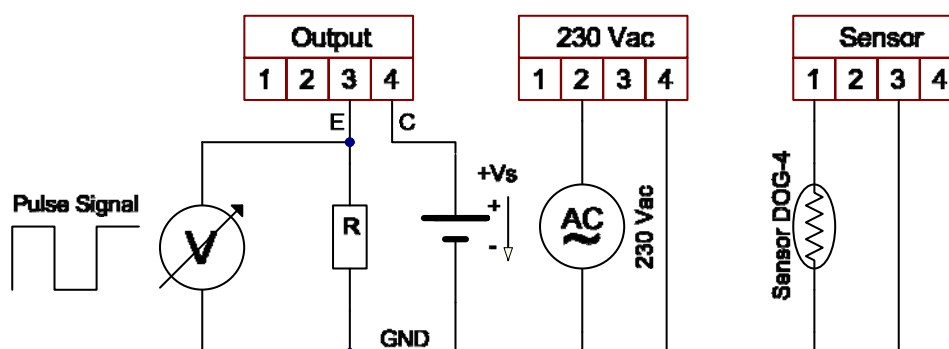 Output
1 2 3 4
E C
Pulse Signal
V
R
+Vs
+
-
GND
230 Vac
1 2 3 4
AC
~
230 Vac
Sensor
1 2 3 4
Sensor DOG-4